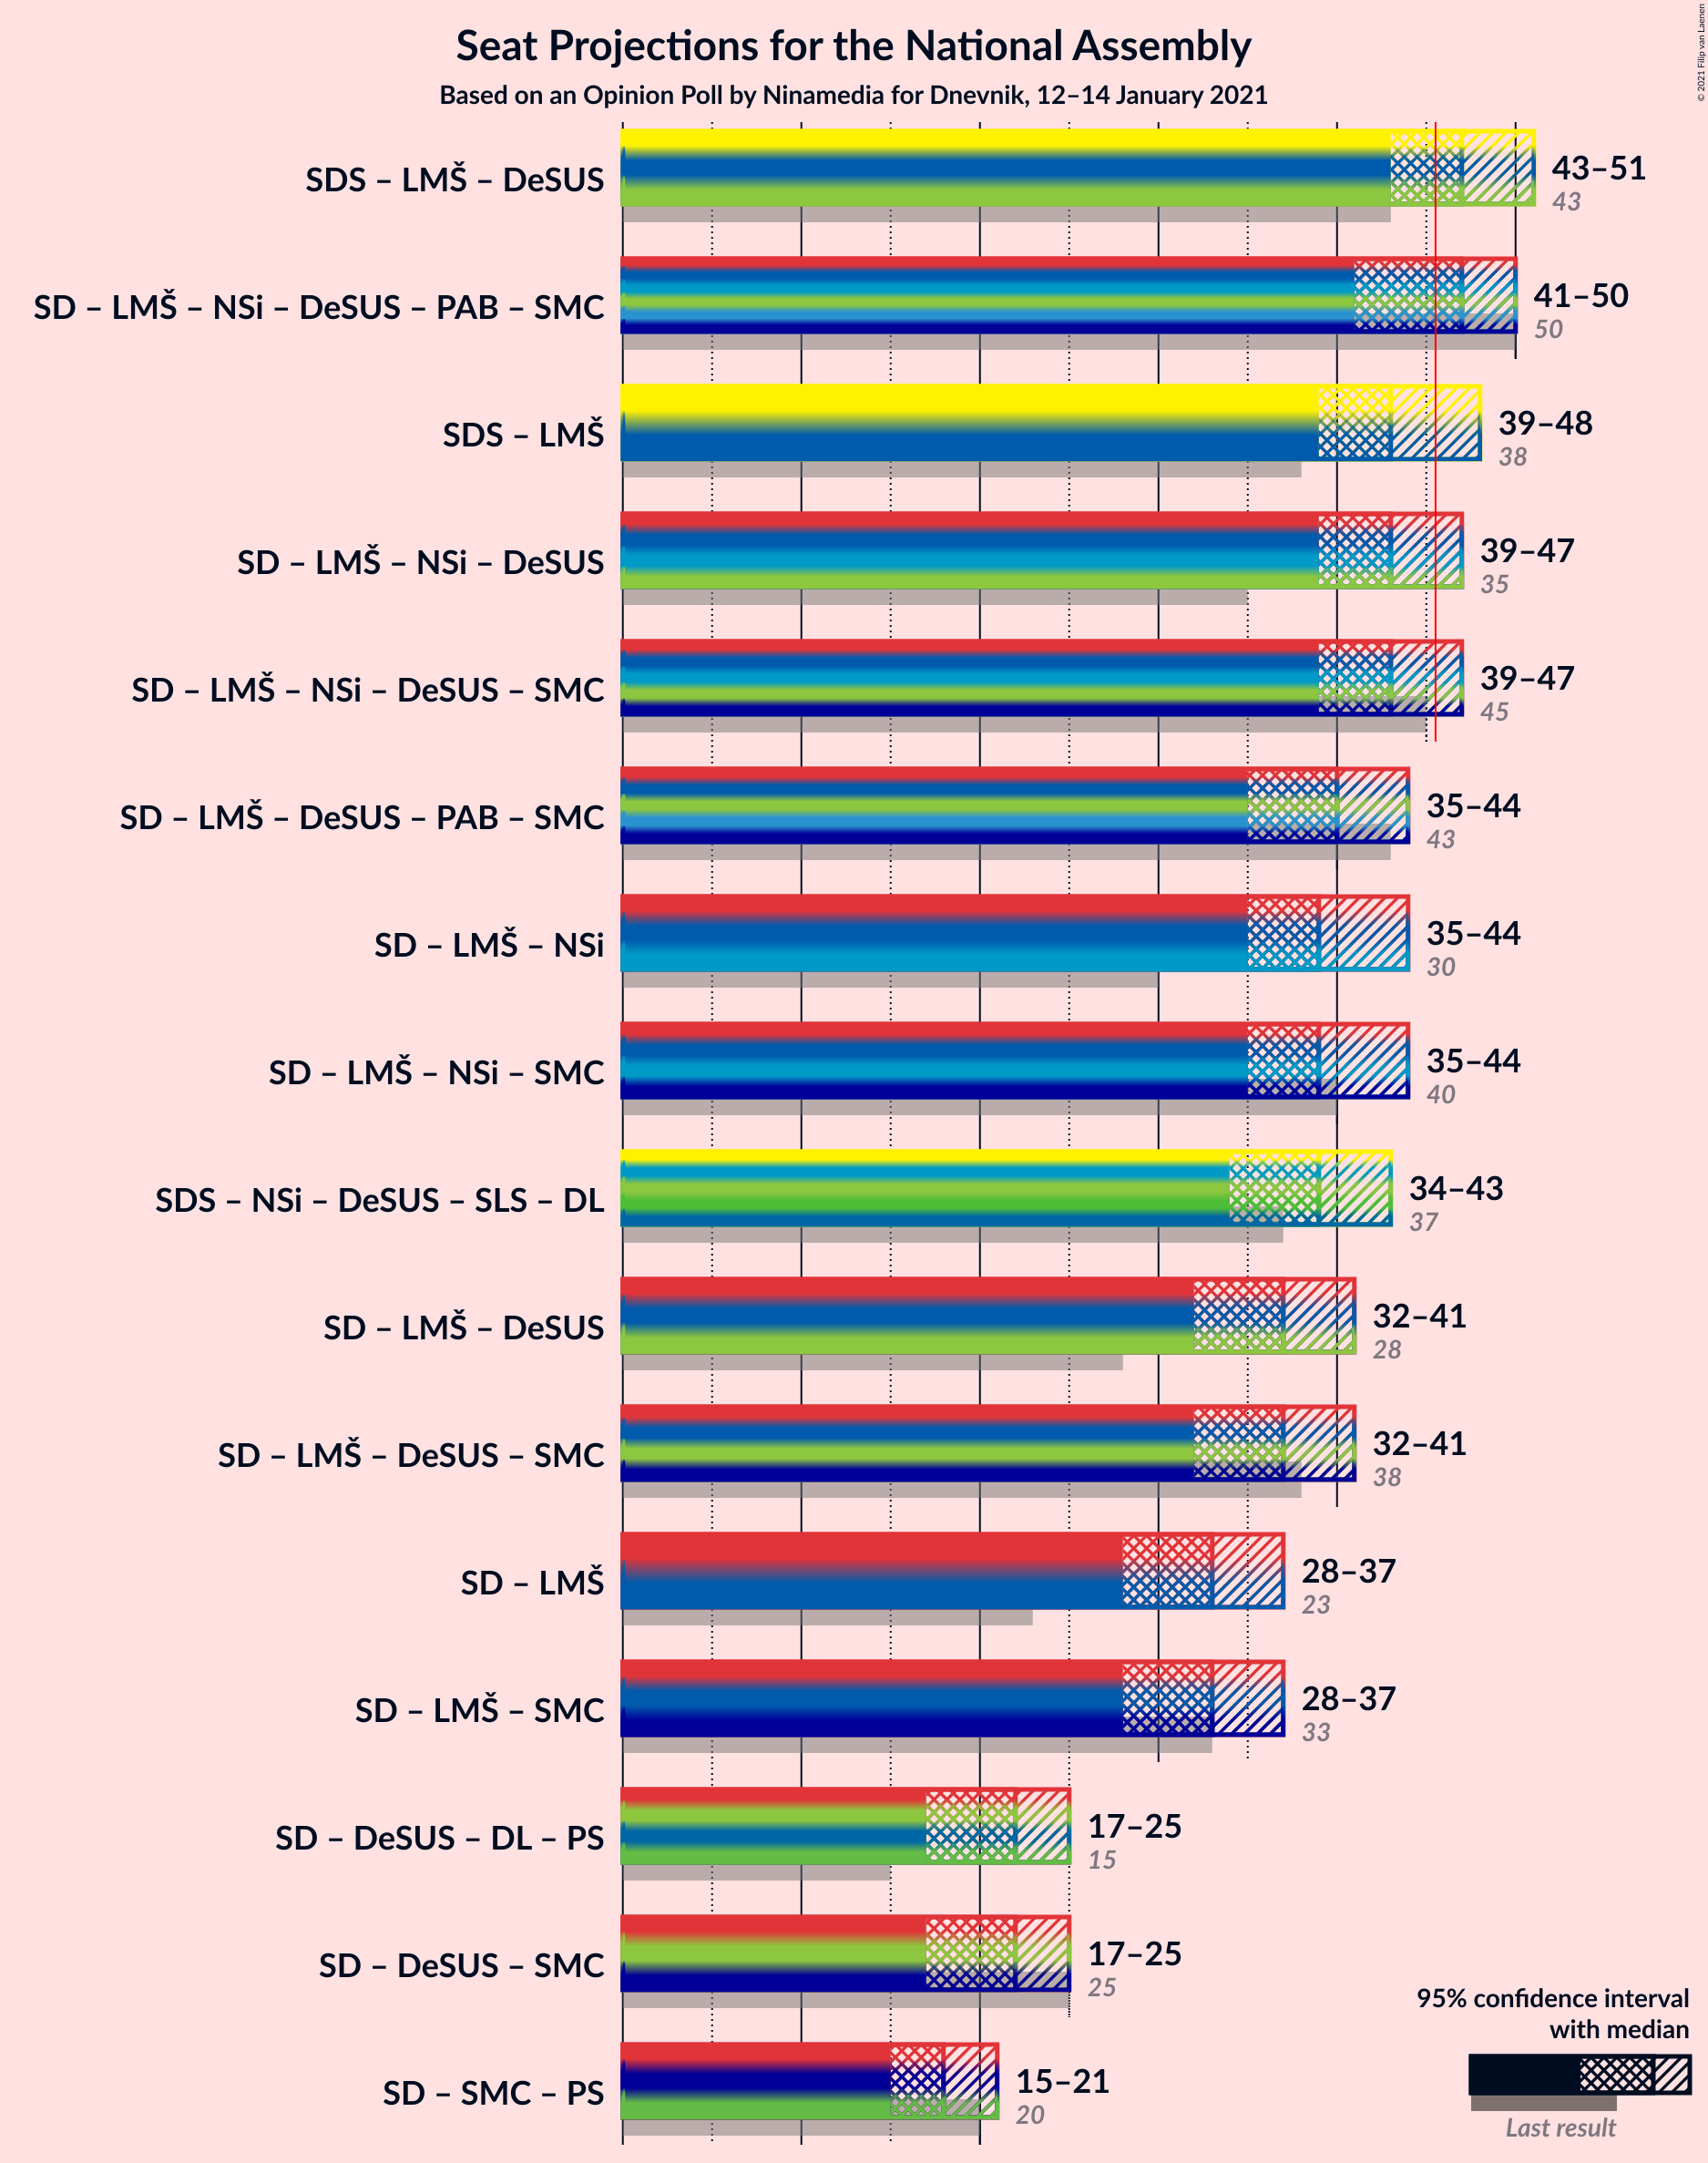 Seat Projections for the National Assembly
Based on an Opinion Poll by Ninamedia for Dnevnik, 12–14 January 2021
© 2021 Filip van Laenen
SDS – LMŠ – DeSUS
43–51
43
SD – LMŠ – NSi – DeSUS – PAB – SMC
41–50
50
SDS – LMŠ
39–48
38
SD – LMŠ – NSi – DeSUS
39–47
35
SD – LMŠ – NSi – DeSUS – SMC
39–47
45
SD – LMŠ – DeSUS – PAB – SMC
35–44
43
SD – LMŠ – NSi
35–44
30
SD – LMŠ – NSi – SMC
35–44
40
SDS – NSi – DeSUS – SLS – DL
34–43
37
SD – LMŠ – DeSUS
32–41
28
SD – LMŠ – DeSUS – SMC
32–41
38
SD – LMŠ
28–37
23
SD – LMŠ – SMC
28–37
33
SD – DeSUS – DL – PS
17–25
15
SD – DeSUS – SMC
17–25
25
SD – SMC – PS
15–21
20
95% confidence interval
with median
Last result